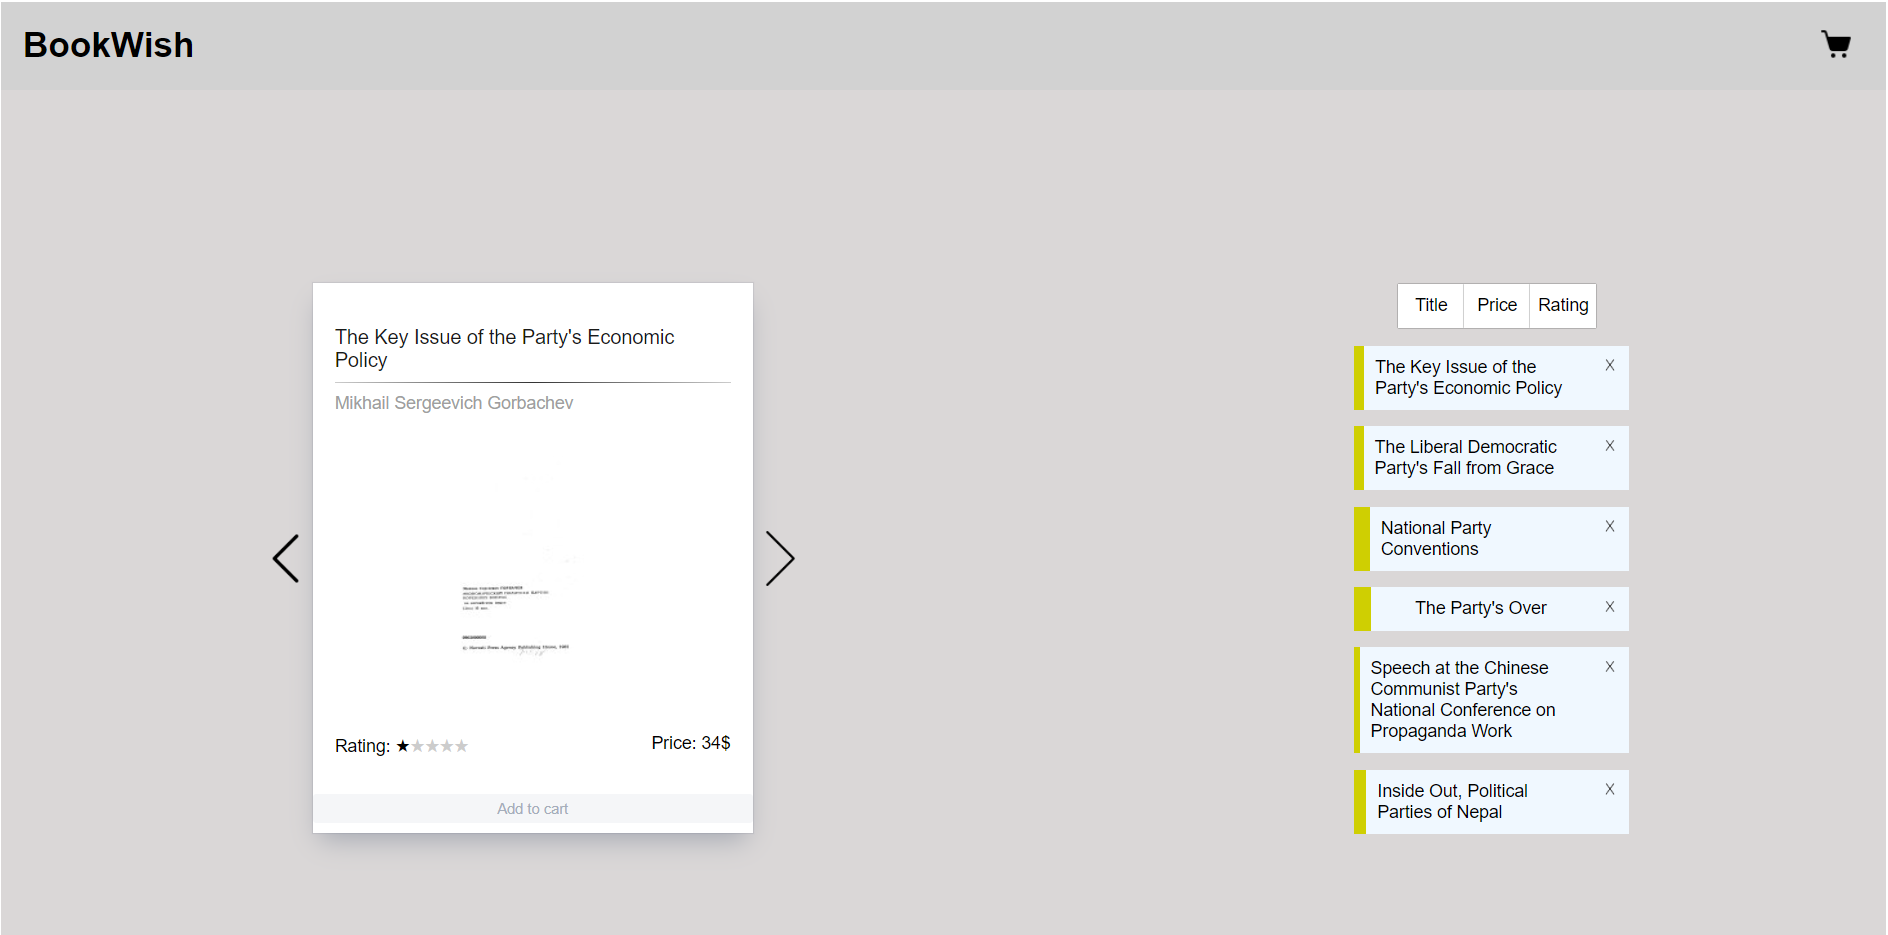 BookWish
The Key Issue of the Party's Economic
Policy
Mikhail Sergeevich Gorbachev
Rating: ★★★★★
Price: 34$
Add to cart
Title Price Rating
The Key Issue of the
Party's Economic Policy
X
The Liberal Democratic
Party's Fall from Grace
X
National Party
Conventions
X
The Party's Over
X
Speech at the Chinese
Communist Party's
National Conference on
Propaganda Work
X
Inside Out, Political
Parties of Nepal
X